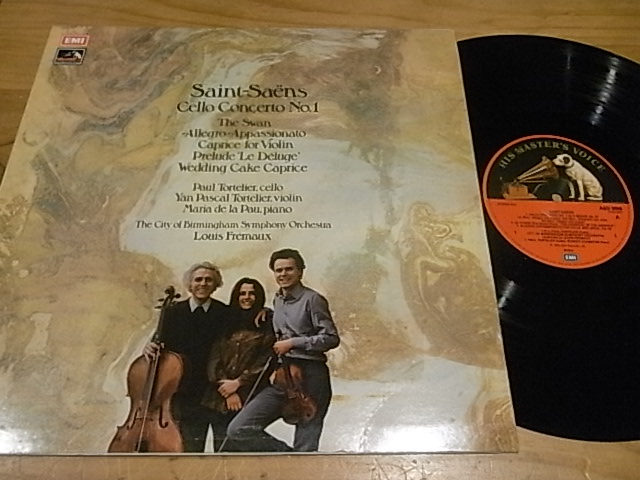 EMI
Saint-Saëns
Cello Concerto No.1
The Swan
Allegro Appassionato
Caprice for Violin
Prelude 'Le Déluge'
Wedding Cake Caprice
Paul Tortelier, cello
Yan Pascal Tortelier, violin
Maria de la Pau, piano
The City of Birmingham Symphony Orchestra
Louis Frémaux
HIS MASTER'S VOICE
EMI